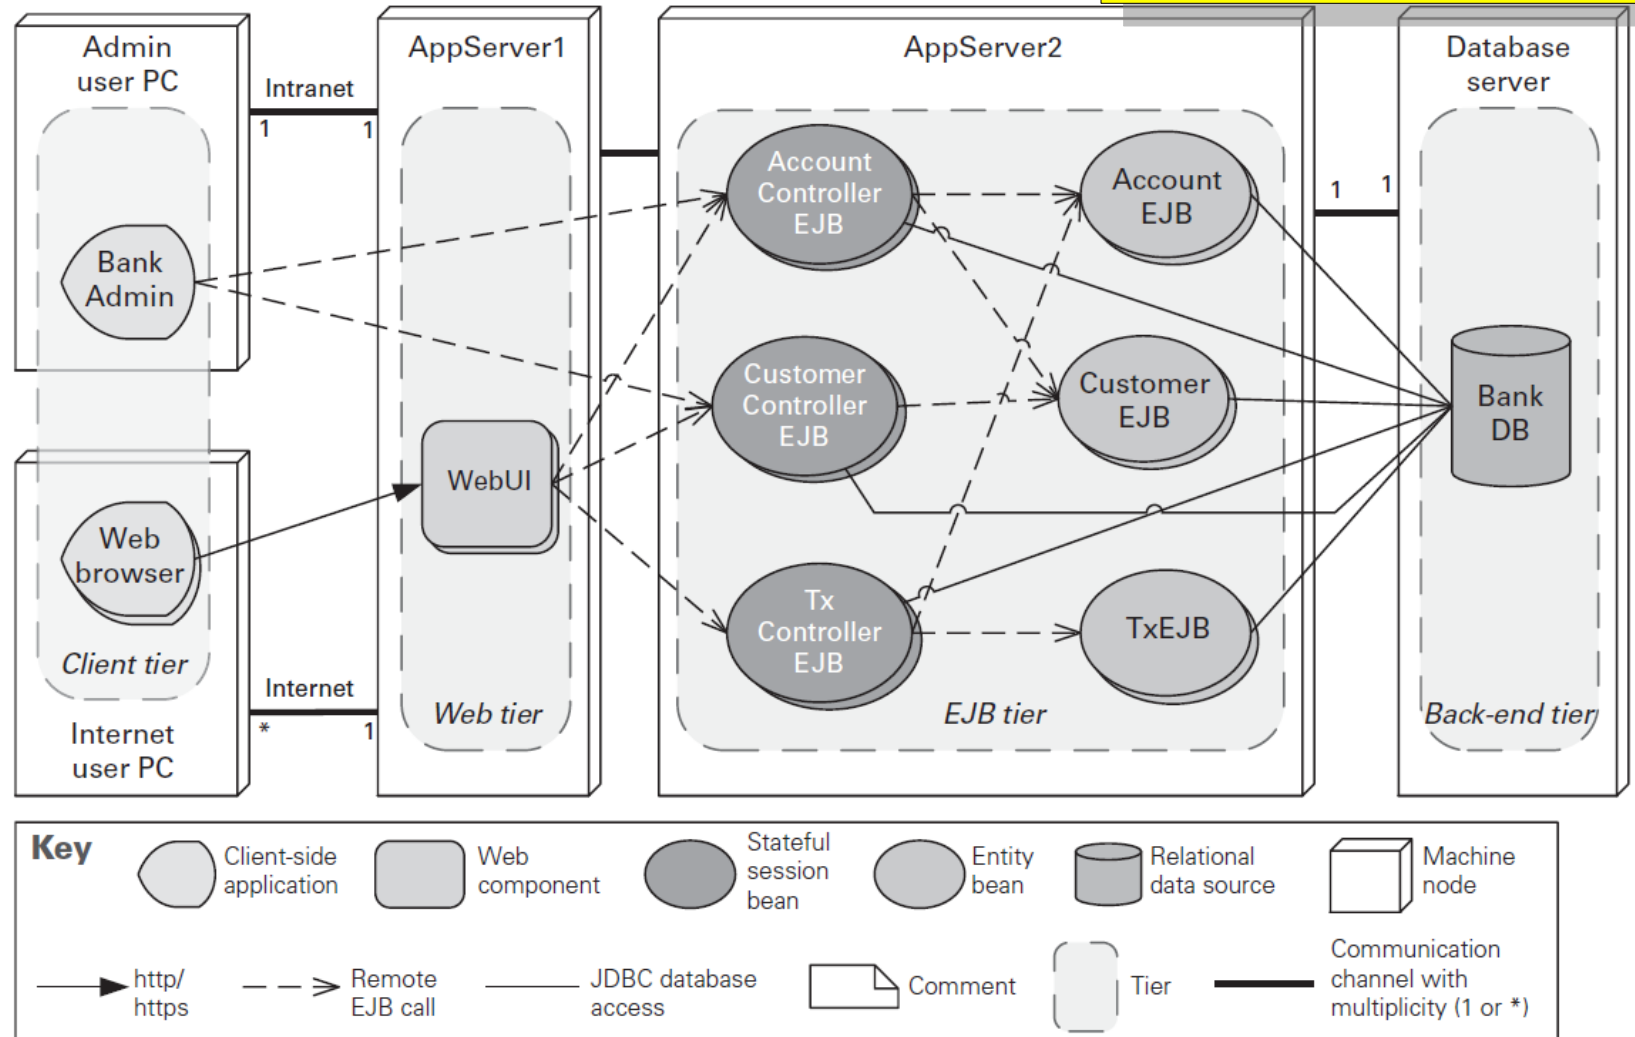 Admin
user PC
Intranet
1
1
AppServer1
AppServer2
Database
server
1
1
Bank
Admin
Account
Controller
EJB
Account
EJB
Customer
Controller
EJB
Customer
EJB
Bank
DB
WebUI
Web
browser
Tx
Controller
EJB
TxEJB
Client tier
Internet
*
1
Web tier
EJB tier
Back-end tier
Internet
user PC
Key
Client-side
application
Web
component
Stateful
session
bean
Entity
bean
Relational
data source
Machine
node
http/
https
Remote
EJB call
JDBC database
access
Comment
Tier
Communication
channel with
multiplicity (1 or *)